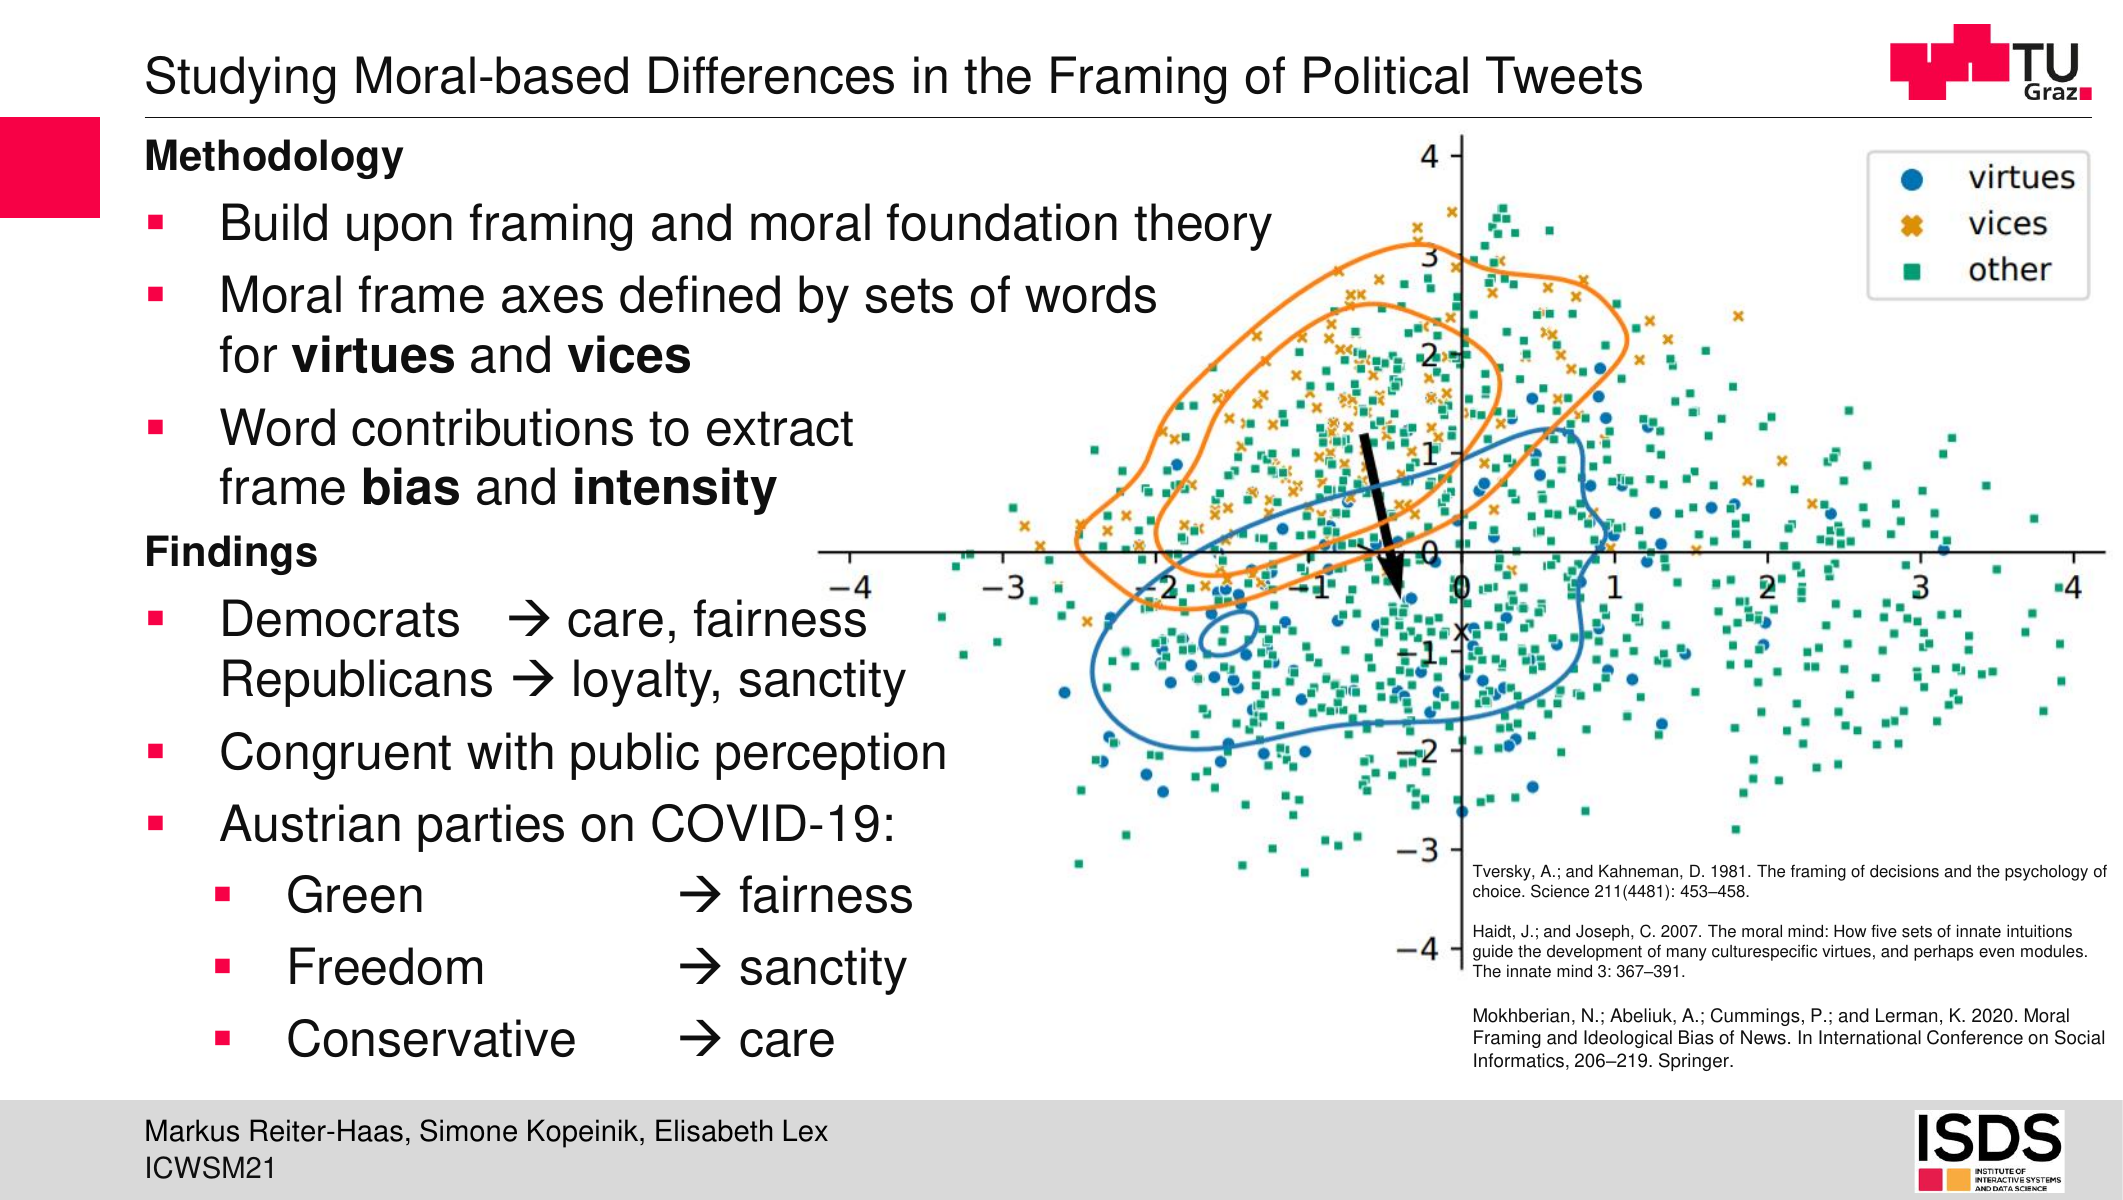 Studying Moral-based Differences in the Framing of Political Tweets
TU
Graz
Methodology
Build upon framing and moral foundation theory
Moral frame axes defined by sets of words
for virtues and vices
Word contributions to extract
frame bias and intensity
Findings
Democrats → care, fairness
Republicans → loyalty, sanctity
Congruent with public perception
Austrian parties on COVID-19:
Green → fairness
Freedom → sanctity
Conservative → care
virtues
vices
other
4
3
2
1
0
−1
−2
−3
−4
−4
−3
−2
−1
0
1
2
3
4
x
Tversky, A.; and Kahneman, D. 1981. The framing of decisions and the psychology of
choice. Science 211(4481): 453–458.
Haidt, J.; and Joseph, C. 2007. The moral mind: How five sets of innate intuitions
guide the development of many culturespecific virtues, and perhaps even modules.
The innate mind 3: 367–391.
Mokhberian, N.; Abeliuk, A.; Cummings, P.; and Lerman, K. 2020. Moral
Framing and Ideological Bias of News. In International Conference on Social
Informatics, 206–219. Springer.
Markus Reiter-Haas, Simone Kopeinik, Elisabeth Lex
ICWSM21
ISDS
INSTITUTE OF
INTERACTIVE SYSTEMS
AND DATA SCIENCE